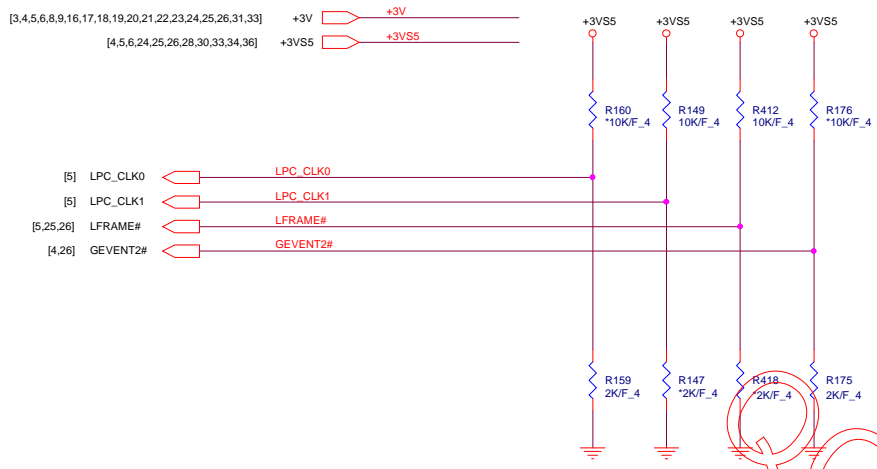 [3,4,5,6,8,9,16,17,18,19,20,21,22,23,24,25,26,31,33] +3V +3V
[4,5,6,24,25,26,28,30,33,34,36] +3VS5 +3VS5
+3VS5 +3VS5 +3VS5 +3VS5
R160 R149 R412 R176
*10K/F_4 10K/F_4 10K/F_4 *10K/F_4
[5] LPC_CLK0 LPC_CLK0
[5] LPC_CLK1 LPC_CLK1
[5,25,26] LFRAME# LFRAME#
[4,26] GEVENT2# GEVENT2#
R159 R147 R418 R175
2K/F_4 *2K/F_4 *2K/F_4 2K/F_4